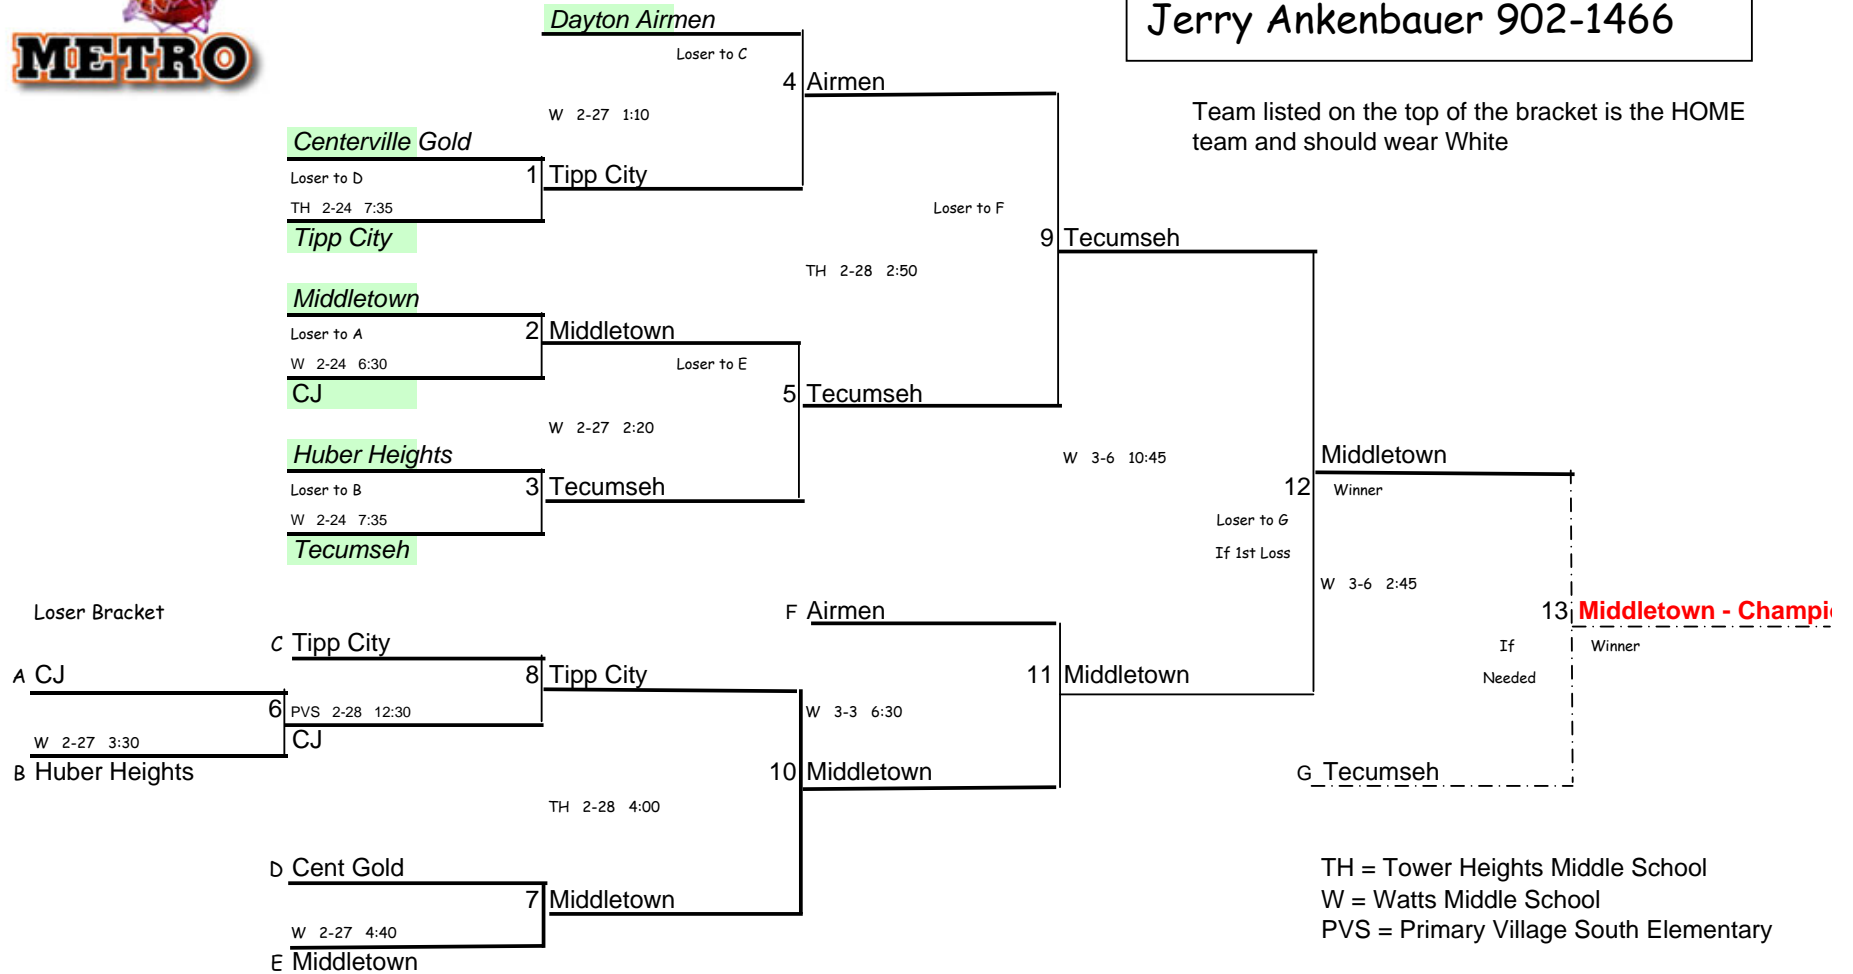 METRO
Jerry Ankenbauer 902-1466
Team listed on the top of the bracket is the HOME
team and should wear White
Dayton Airmen
Loser to C
4 Airmen
W 2-27 1:10
Centerville Gold
Loser to D
1 Tipp City
TH 2-24 7:35
Tipp City
Loser to F
9 Tecumseh
TH 2-28 2:50
Middletown
Loser to A
2 Middletown
W 2-24 6:30
CJ
Loser to E
5 Tecumseh
W 2-27 2:20
Huber Heights
Loser to B
3 Tecumseh
W 2-24 7:35
Tecumseh
W 3-6 10:45
Middletown
12 Winner
Loser to G
If 1st Loss
W 3-6 2:45
13 Middletown - Champi
If
Needed
Winner
Loser Bracket
F Airmen
C Tipp City
A CJ
8 Tipp City
11 Middletown
6 PVS 2-28 12:30
CJ
W 3-3 6:30
W 2-27 3:30
B Huber Heights
10 Middletown
G Tecumseh
TH 2-28 4:00
D Cent Gold
7 Middletown
W 2-27 4:40
E Middletown
TH = Tower Heights Middle School
W = Watts Middle School
PVS = Primary Village South Elementary